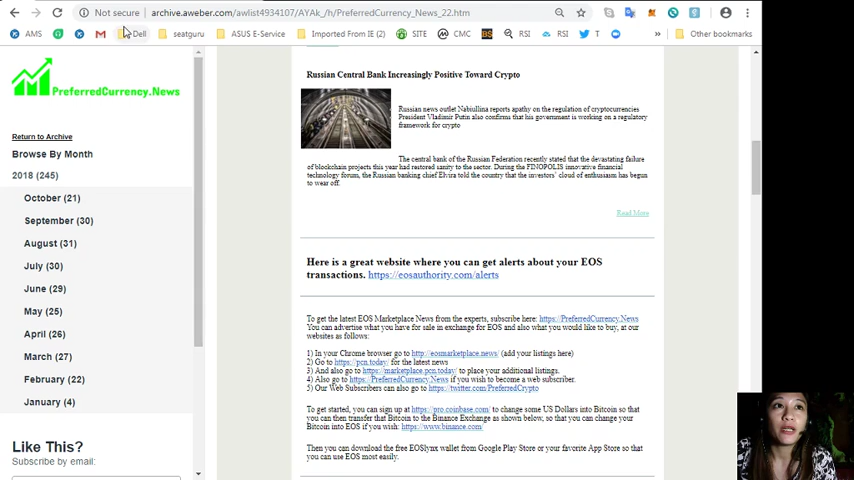 Not secure | archive.aweber.com/awlist4934107/AYAk_/h/PreferredCurrency_News_22.htm
AMS
Dell
seatguru
ASUS E-Service
Imported From IE (2)
SITE
CMC
RSI
RSI
T
»
Other bookmarks
PreferredCurrency.News
Return to Archive
Browse By Month
2018 (245)
October (21)
September (30)
August (31)
July (30)
June (29)
May (31)
April (26)
March (27)
February (22)
January (4)
Like This?
Subscribe by email:
Russian Central Bank Increasingly Positive Toward Crypto
Russian news outlet Nabiullina reports apathy on the regulation of cryptocurrencies
President Vladimir Putin also confirms that his government is working on a regulatory
framework for crypto
The central bank of the Russian Federation recently stated that the devastating failure
of blockchain projects this year had restored sanity to the sector. During the FINOPOLIS innovative financial
technology forum, the Russian banking chief Elvira told the country that the investors' cloud of enthusiasm has begun
to wear off.
Read More
Here is a great website where you can get alerts about your EOS
transactions. https://eosauthority.com/alerts
To get the latest EOS Marketplace News from the experts, subscribe here: https://PreferredCurrency.News
You can advertise what you have for sale in exchange for EOS and also what you would like to buy, at our
websites as follows:
1) In your Chrome browser go to http://eosmarketplace.news/ (add your listings here)
2) Go to https://pcn.today/ for the latest news
3) And also go to https://marketplace.pcn.today/ to place your additional listings.
4) Also go to https://PreferredCurrency.News if you wish to become a web subscriber.
5) Our Web Subscribers can also go to https://twitter.com/PreferredCrypto
To get started, you can sign up at https://pro.coinbase.com/ to change some US Dollars into Bitcoin so that
you can then transfer that Bitcoin to the Binance Exchange as shown below, so that you can change your
Bitcoin into EOS if you wish: https://www.binance.com/
Then you can download the free EOSlynx wallet from Google Play Store or your favorite App Store so that
you can use EOS most easily.